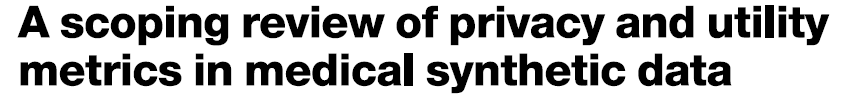 A scoping review of privacy and utility
metrics in medical synthetic data